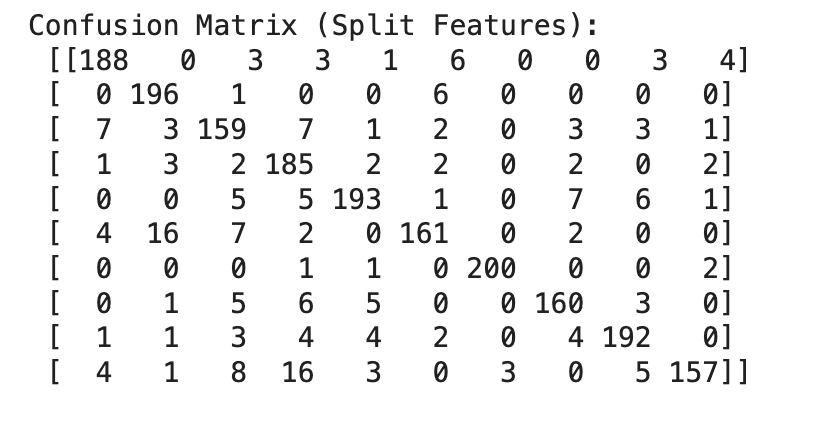 Confusion Matrix (Split Features):
[[188 0 3 3 1 6 0 0 3 4]
[ 0 196 1 0 0 6 0 0 0 0]
[ 7 3 159 7 1 2 0 3 3 1]
[ 1 3 2 185 2 2 0 2 0 2]
[ 0 0 5 5 193 1 0 7 6 1]
[ 4 16 7 2 0 161 0 2 0 0]
[ 0 0 0 1 1 0 200 0 0 2]
[ 0 1 5 6 5 0 0 160 3 0]
[ 1 1 3 4 4 2 0 4 192 0]
[ 4 1 8 16 3 0 3 0 5 157]]